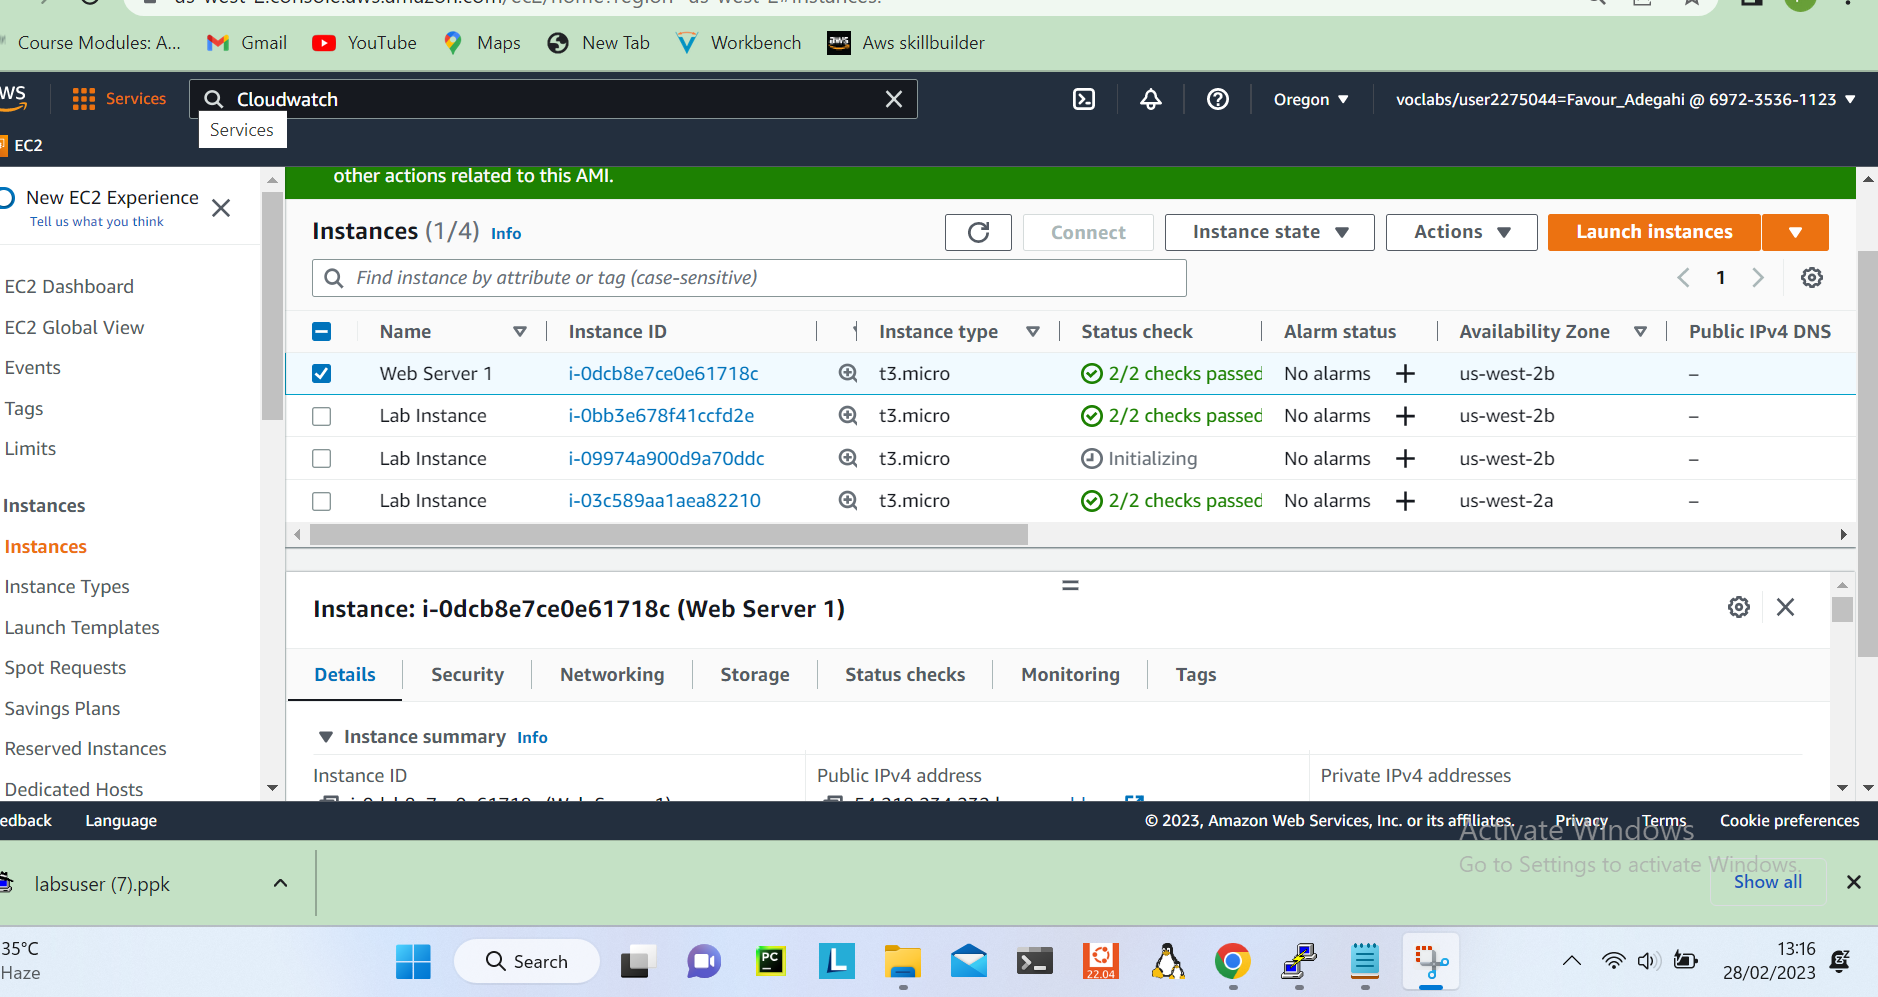 Course Modules: A...
Gmail
YouTube
Maps
New Tab
Workbench
aws
Aws skillbuilder
Services
Cloudwatch
Oregon
voclabs/user2275044=Favour_Adegahi @ 6972-3536-1123
Services
EC2
New EC2 Experience
Tell us what you think
EC2 Dashboard
EC2 Global View
Events
Tags
Limits
Instances
Instances
Instance Types
Launch Templates
Spot Requests
Savings Plans
Reserved Instances
Dedicated Hosts
other actions related to this AMI.
Instances (1/4) Info
Connect
Instance state
Actions
Launch instances
Find instance by attribute or tag (case-sensitive)
1
Name Instance ID Instance type Status check Alarm status Availability Zone Public IPv4 DNS
Web Server 1 i-0dcb8e7ce0e61718c t3.micro 2/2 checks passed No alarms + us-west-2b –
Lab Instance i-0bb3e678f41ccfd2e t3.micro 2/2 checks passed No alarms + us-west-2b –
Lab Instance i-09974a900d9a70ddc t3.micro Initializing No alarms + us-west-2b –
Lab Instance i-03c589aa1aea82210 t3.micro 2/2 checks passed No alarms + us-west-2a –
Instance: i-0dcb8e7ce0e61718c (Web Server 1)
Details Security Networking Storage Status checks Monitoring Tags
Instance summary Info
Instance ID Public IPv4 address Private IPv4 addresses
edback Language © 2023, Amazon Web Services, Inc. or its affiliates. Privacy Terms Cookie preferences
Activate Windows
Go to Settings to activate Windows.
labsuser (7).ppk
Show all
35°C
Haze
Search
PC
L
22.04
13:16
28/02/2023